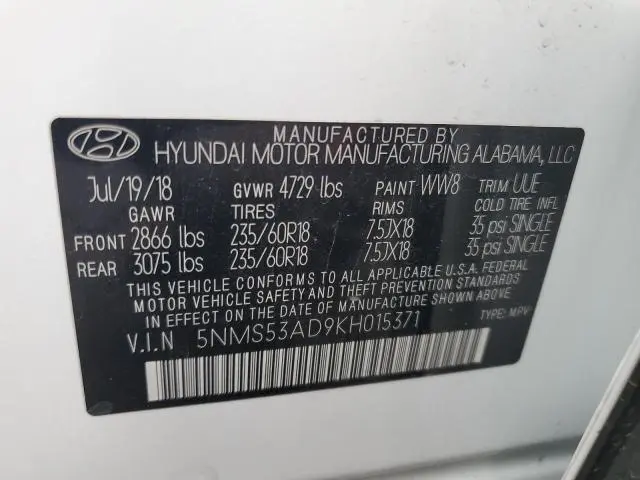 MANUFACTURED BY
HYUNDAI MOTOR MANUFACTURING ALABAMA, LLC
Jul/19/18 GVWR 4729 lbs PAINT WW8 TRIM UUE
GAWR TIRES RIMS COLD TIRE INFL
FRONT 2866 lbs 235/60R18 7.5JX18 35 psi SINGLE
REAR 3075 lbs 235/60R18 7.5JX18 35 psi SINGLE
THIS VEHICLE CONFORMS TO ALL APPLICABLE U.S.A. FEDERAL
MOTOR VEHICLE SAFETY AND THEFT PREVENTION STANDARDS
IN EFFECT ON THE DATE OF MANUFACTURE SHOWN ABOVE.
V.I.N 5NMS53AD9KH015371 TYPE: MPV